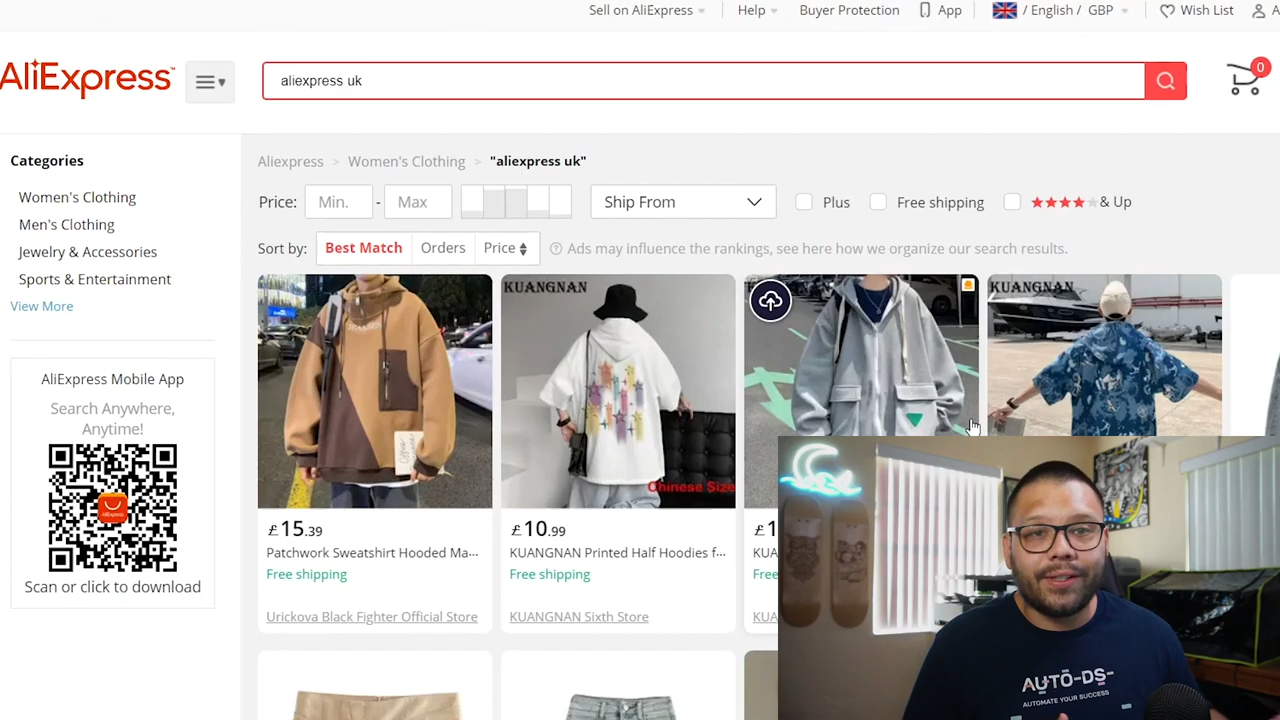 Sell on AliExpress
Help
Buyer Protection
App
/ English / GBP
Wish List
A
AliExpress™
aliexpress uk
0
Categories
Women's Clothing
Men's Clothing
Jewelry & Accessories
Sports & Entertainment
View More
AliExpress Mobile App
Search Anywhere,
Anytime!
AliExpress
Scan or click to download
Aliexpress > Women's Clothing > "aliexpress uk"
Price: Min. - Max
Ship From
Plus
Free shipping
& Up
Sort by: Best Match Orders Price
Ads may influence the rankings, see here how we organize our search results.
£15.39
Patchwork Sweatshirt Hooded Ma...
Free shipping
Urickova Black Fighter Official Store
KUANGNAN
Chinese Size
£10.99
KUANGNAN Printed Half Hoodies f...
Free shipping
KUANGNAN Sixth Store
£1
KUA
Free
KUA
KUANGNAN
AUTO-DS-
AUTOMATE YOUR SUCCESS